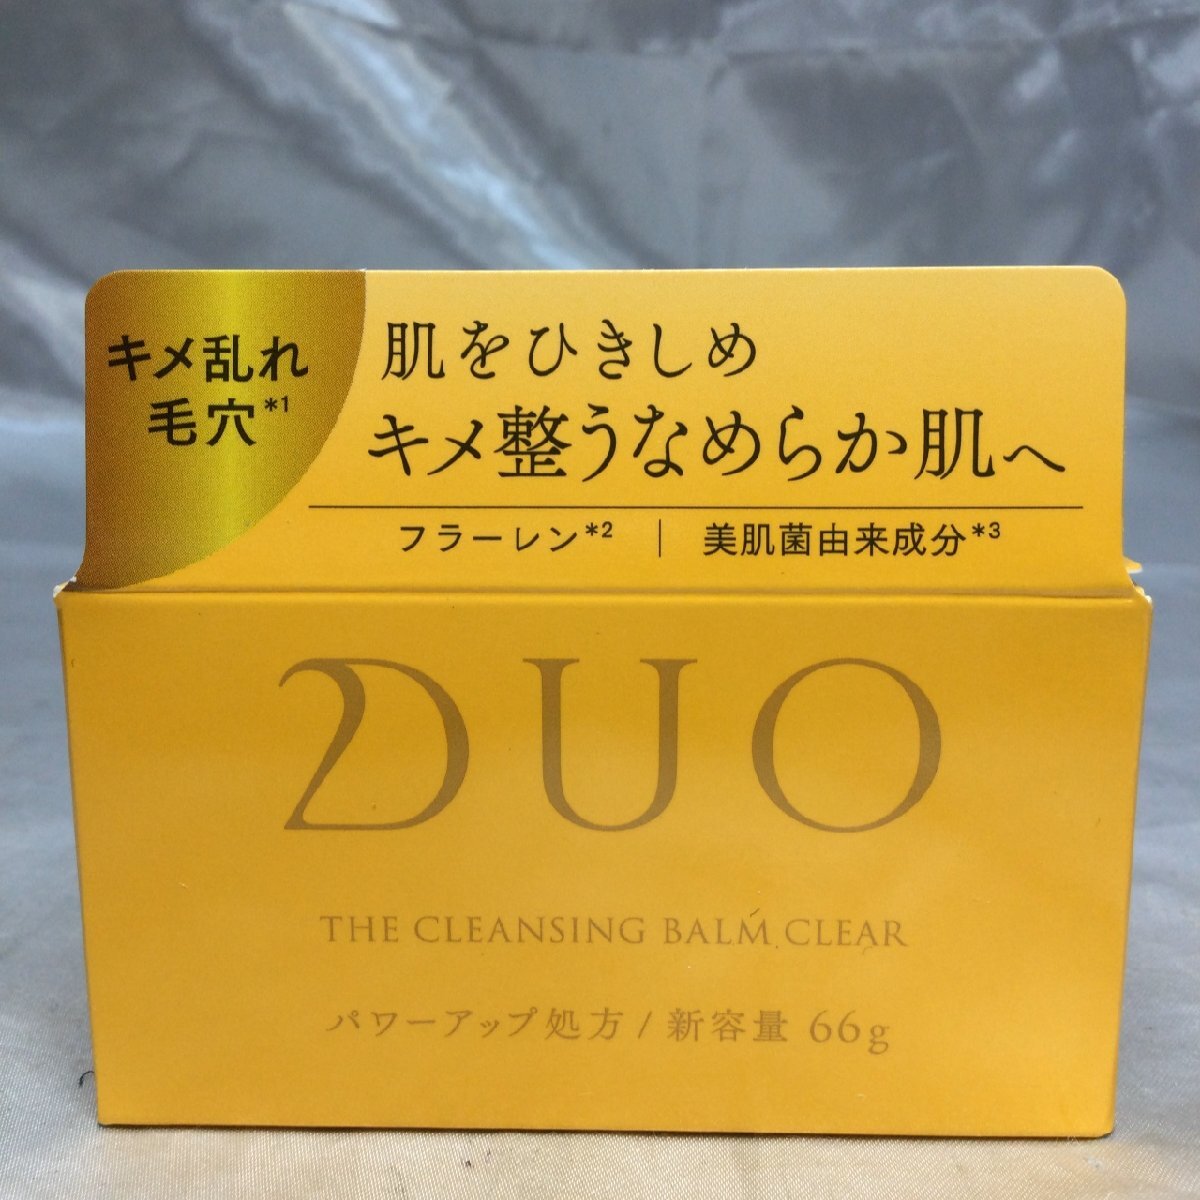 キメ乱れ
毛穴*1
肌をひきしめ
キメ整うなめらか肌へ
フラーレン*2 | 美肌菌由来成分*3
DUO
THE CLEANSING BALM CLEAR
パワーアップ処方/新容量 66g